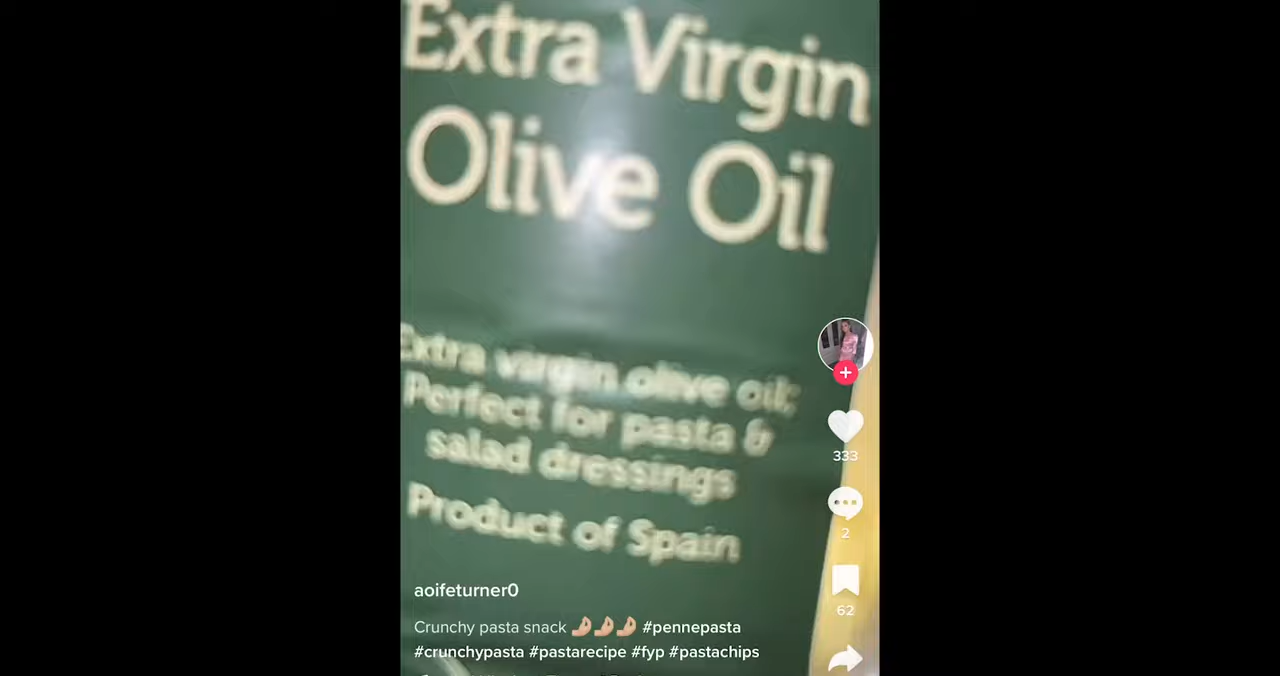 Extra Virgin
Olive Oil
Extra virgin olive oil;
Perfect for pasta &
salad dressings
Product of Spain
333
2
62
aoifeturner0
Crunchy pasta snack 🤌🏼🤌🏼🤌🏼 #pennepasta
#crunchypasta #pastarecipe #fyp #pastachips